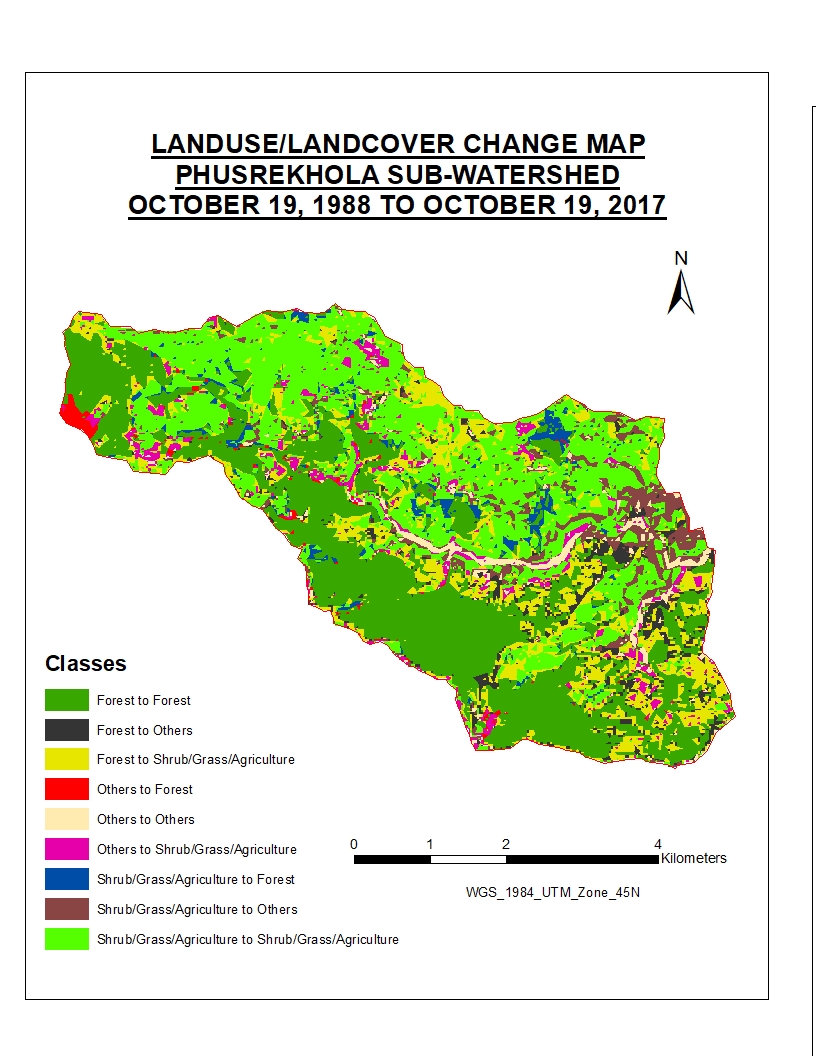 LANDUSE/LANDCOVER CHANGE MAP
PHUSREKHOLA SUB-WATERSHED
OCTOBER 19, 1988 TO OCTOBER 19, 2017
N
Classes
Forest to Forest
Forest to Others
Forest to Shrub/Grass/Agriculture
Others to Forest
Others to Others
Others to Shrub/Grass/Agriculture
Shrub/Grass/Agriculture to Forest
Shrub/Grass/Agriculture to Others
Shrub/Grass/Agriculture to Shrub/Grass/Agriculture
0 1 2 4
Kilometers
WGS_1984_UTM_Zone_45N